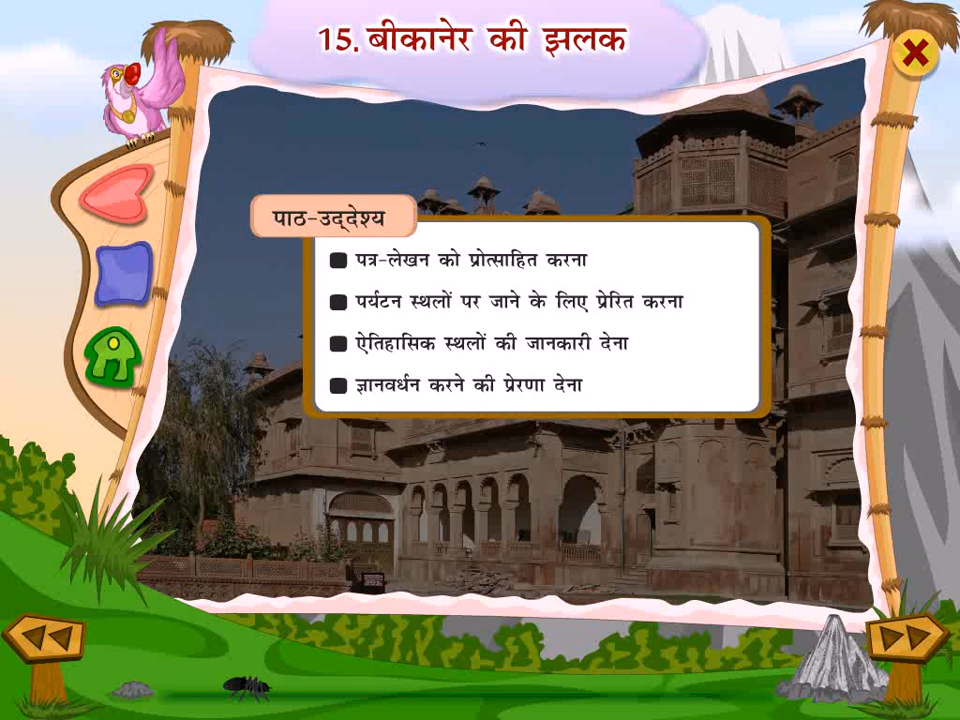 15. बीकानेर की झलक
पाठ-उद्‌देश्य
पत्र-लेखन को प्रोत्साहित करना
पर्यटन स्थलों पर जाने के लिए प्रेरित करना
ऐतिहासिक स्थलों की जानकारी देना
ज्ञानवर्धन करने की प्रेरणा देना